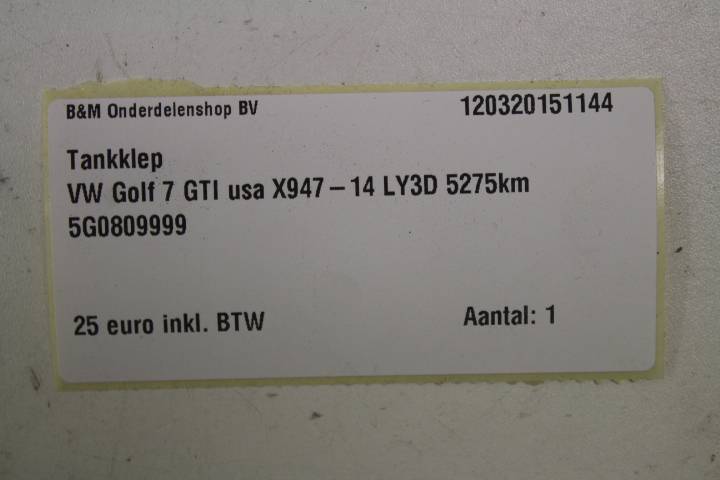 B&M Onderdelenshop BV 120320151144
Tankklep
VW Golf 7 GTI usa X947-14 LY3D 5275km
5G0809999
25 euro inkl. BTW Aantal: 1